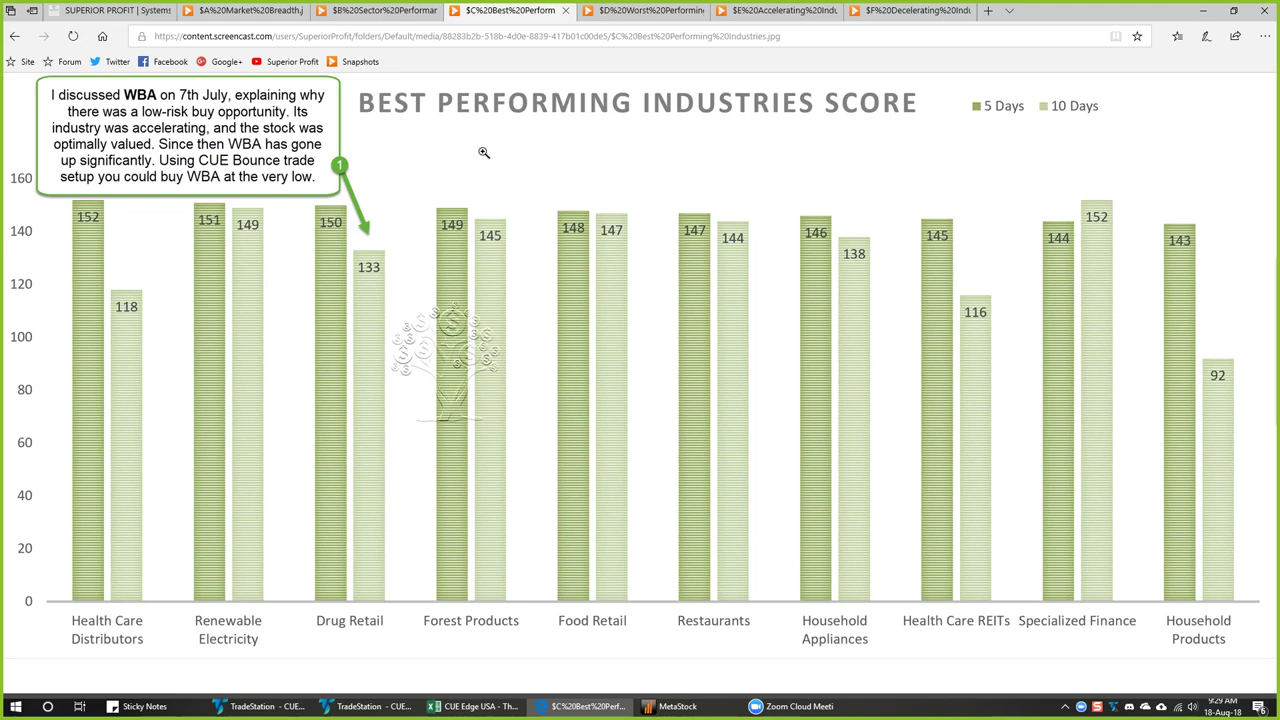 SUPERIOR PROFIT | Systems
$A%20Market%20Breadth.j
$B%20Sector%20Performar
$C%20Best%20Perform
$D%20Worst%20Performing
$E%20Accelerating%20Indu
$F%20Decelerating%20Indu
https://content.screencast.com/users/SuperiorProfit/folders/Default/media/88283b2b-518b-4d0e-8839-417b01c00de5/$C%20Best%20Performing%20Industries.jpg
Site
Forum
Twitter
Facebook
Google+
Superior Profit
Snapshots
I discussed WBA on 7th July, explaining why
there was a low-risk buy opportunity. Its
industry was accelerating, and the stock was
optimally valued. Since then WBA has gone
up significantly. Using CUE Bounce trade
setup you could buy WBA at the very low.
1
BEST PERFORMING INDUSTRIES SCORE
5 Days
10 Days
160
140
120
100
80
60
40
20
0
152
118
151
149
150
133
149
145
148
147
147
144
146
138
145
116
144
152
143
92
Health Care
Distributors
Renewable
Electricity
Drug Retail
Forest Products
Food Retail
Restaurants
Household
Appliances
Health Care REITs
Specialized Finance
Household
Products
Sticky Notes
TradeStation - CUE...
TradeStation - CUE...
CUE Edge USA - Th...
$C%20Best%20Perf...
MetaStock
Zoom Cloud Meeti
9:29 AM
18-Aug-18
6